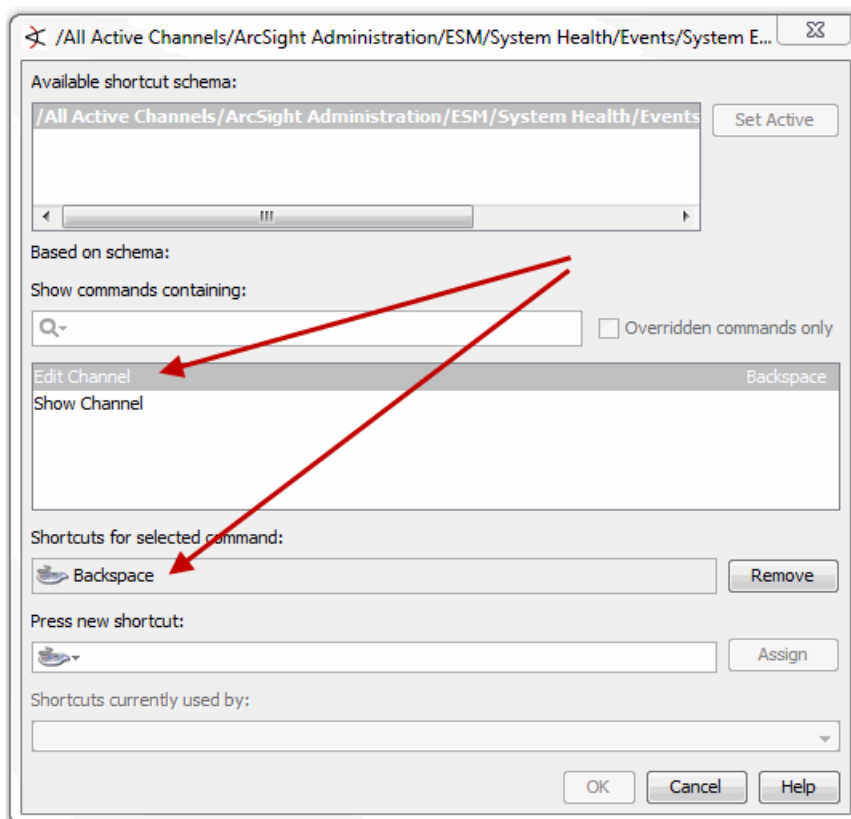 /All Active Channels/ArcSight Administration/ESM/System Health/Events/System E...
Available shortcut schema:
/All Active Channels/ArcSight Administration/ESM/System Health/Events
Set Active
Based on schema:
Show commands containing:
Overridden commands only
Edit Channel Backspace
Show Channel
Shortcuts for selected command:
Backspace
Remove
Press new shortcut:
Assign
Shortcuts currently used by:
OK Cancel Help